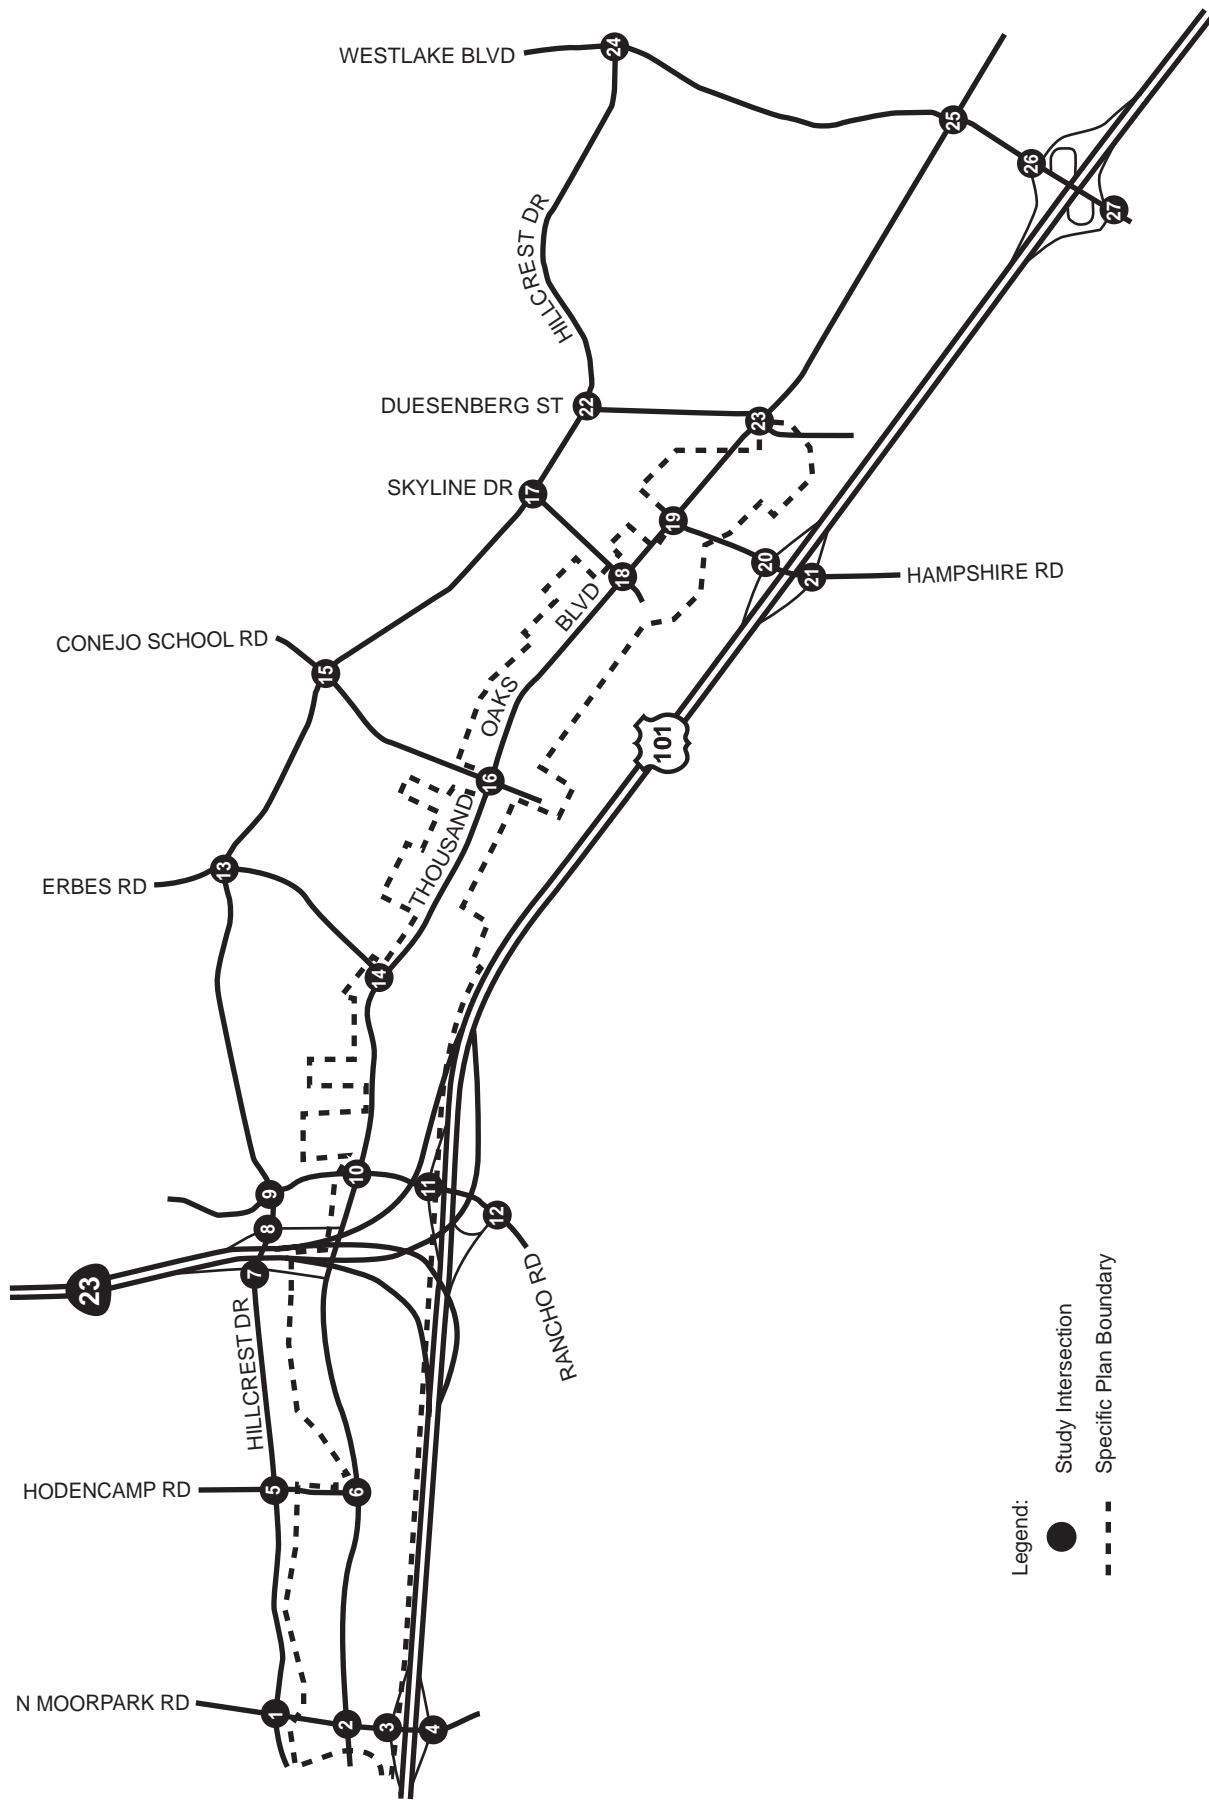 WESTLAKE BLVD
24
25
26
27
HILLCREST DR
DUESENBERG ST
22
23
SKYLINE DR
17
19
18
20
21
HAMPSHIRE RD
CONEJO SCHOOL RD
15
THOUSAND OAKS BLVD
16
101
ERBES RD
13
14
9
10
11
12
8
7
23
RANCHO RD
HILLCREST DR
HODENCAMP RD
5
6
N MOORPARK RD
1
2
3
4
Legend:
Study Intersection
Specific Plan Boundary